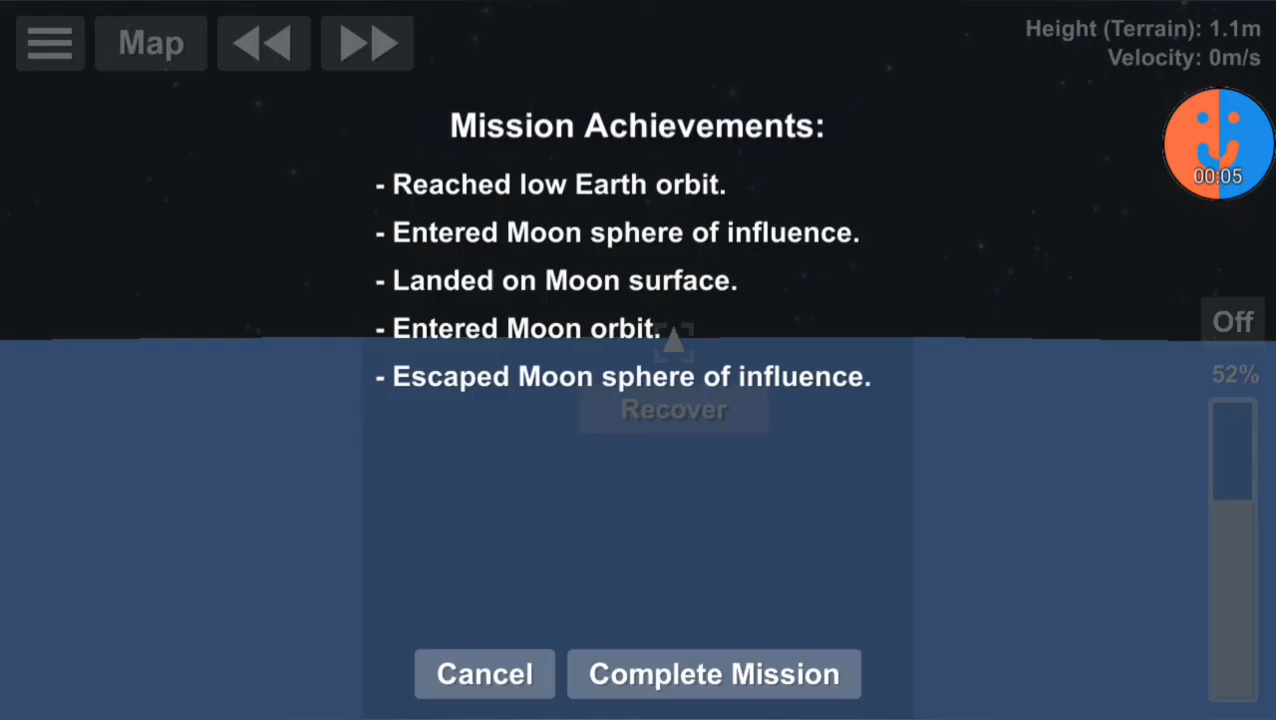 Map
Height (Terrain): 1.1m
Velocity: 0m/s
00:05
Mission Achievements:
- Reached low Earth orbit.
- Entered Moon sphere of influence.
- Landed on Moon surface.
- Entered Moon orbit.
- Escaped Moon sphere of influence.
Off
52%
Recover
Cancel
Complete Mission